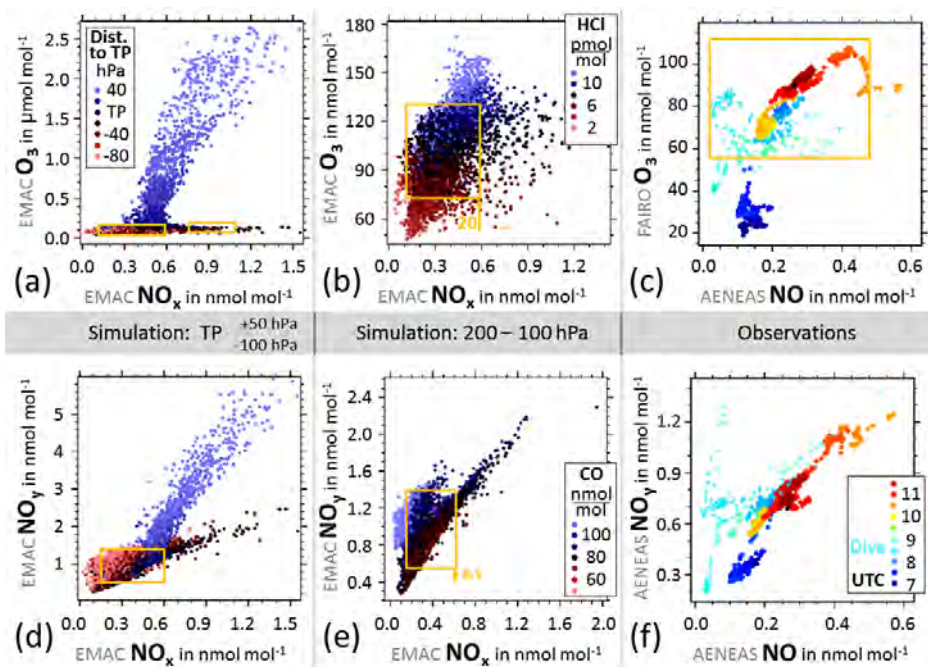 Dist.
to TP
hPa
40
TP
-40
-80
2.5
2.0
1.5
1.0
0.5
0.0
EMAC O₃ in µmol mol⁻¹
0.0 0.3 0.6 0.9 1.2 1.5
(a)
EMAC NOₓ in nmol mol⁻¹
HCl
pmol
mol
10
6
2
180
150
120
90
60
EMAC O₃ in nmol mol⁻¹
20
0.0 0.3 0.6 0.9 1.2
(b)
EMAC NOₓ in nmol mol⁻¹
100
80
60
40
20
FAIRO O₃ in nmol mol⁻¹
0.0 0.2 0.4 0.6
(c)
AENEAS NO in nmol mol⁻¹
Simulation: TP +50 hPa
-100 hPa
Simulation: 200 – 100 hPa
Observations
5
4
3
2
1
EMAC NOy in nmol mol⁻¹
0.0 0.3 0.6 0.9 1.2 1.5
(d)
EMAC NOₓ in nmol mol⁻¹
2.4
2.0
1.6
1.2
0.8
0.4
EMAC NOy in nmol mol⁻¹
CO
nmol
mol
100
80
60
0.0 0.4 0.8 1.2 1.6 2.0
(e)
EMAC NOₓ in nmol mol⁻¹
1.2
0.9
0.6
0.3
AENEAS NOy in nmol mol⁻¹
Dive
UTC
11
10
9
8
7
0.0 0.2 0.4 0.6
(f)
AENEAS NO in nmol mol⁻¹